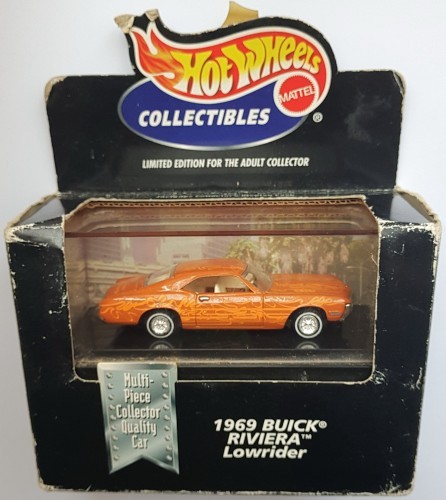 Hot Wheels
MATTEL
COLLECTIBLES ®
LIMITED EDITION FOR THE ADULT COLLECTOR
Multi-
Piece
Collector
Quality
Car
1969 BUICK®
RIVIERA™
Lowrider